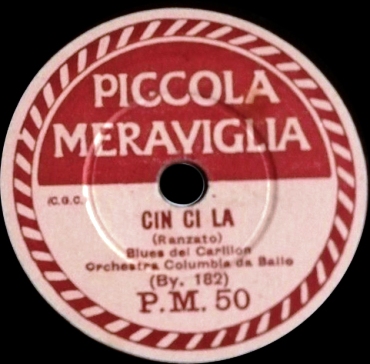 PICCOLA
MERAVIGLIA
(C.G.C.)
CIN CI LA
(Ranzato)
Blues del Carillon
Orchestra Columbia da Ballo
(By. 182)
P.M. 50